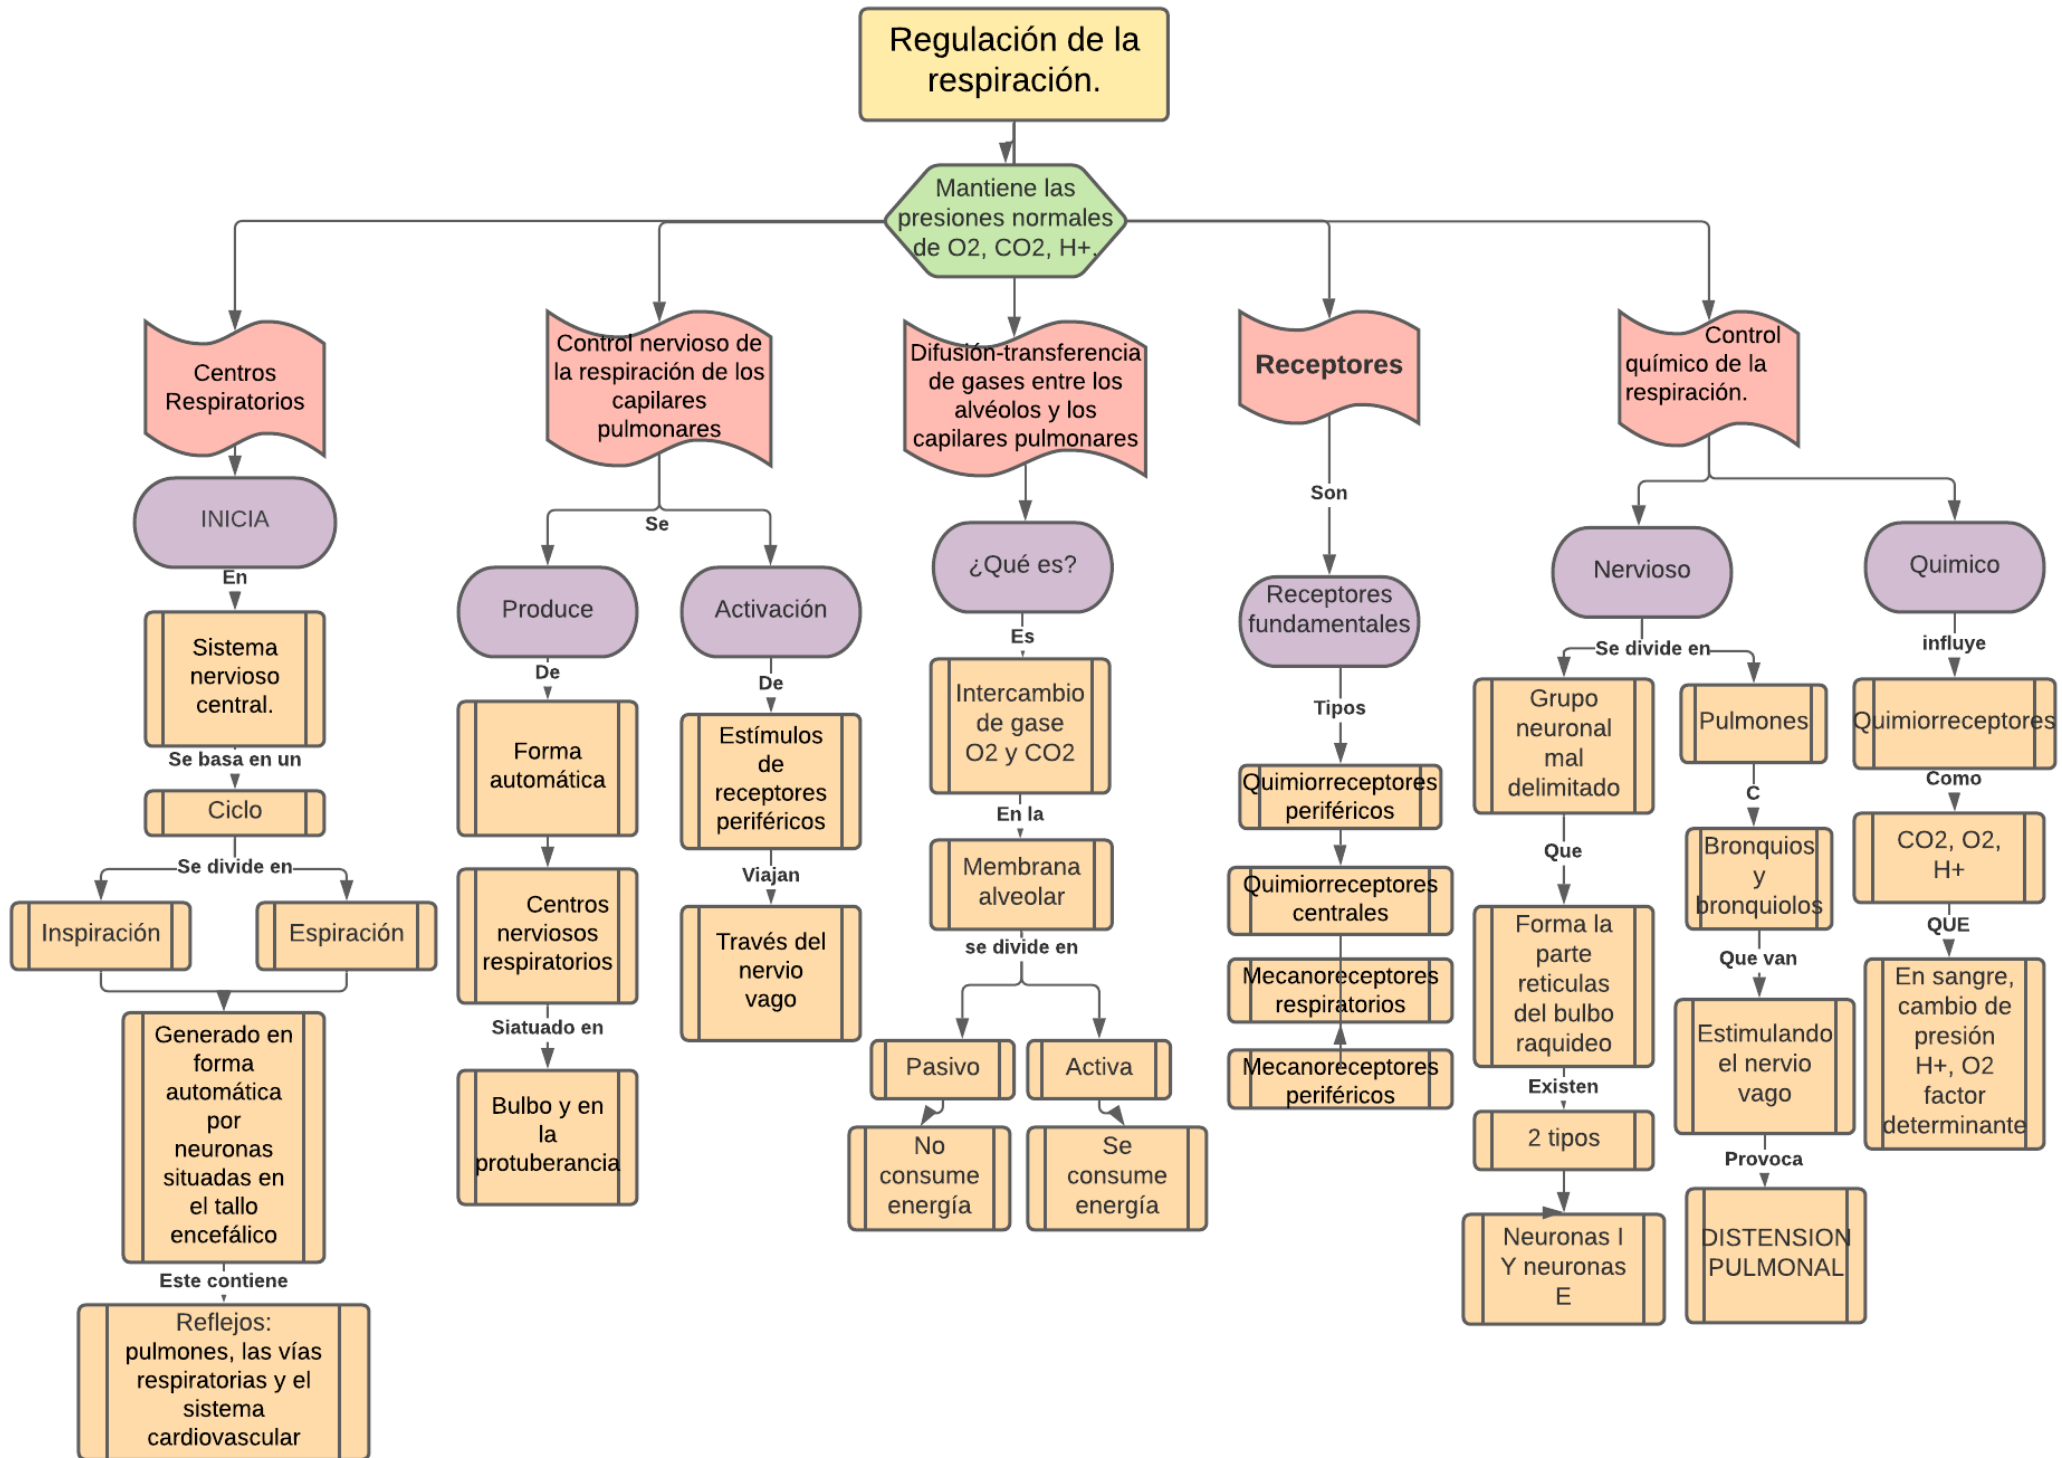 Regulación de la
respiración.
Mantiene las
presiones normales
de O2, CO2, H+.
Centros
Respiratorios
INICIA
En
Sistema
nervioso
central.
Se basa en un
Ciclo
Se divide en
Inspiración
Espiración
Generado en
forma
automática
por
neuronas
situadas en
el tallo
encefálico
Este contiene
Reflejos:
pulmones, las vías
respiratorias y el
sistema
cardiovascular
Control nervioso de
la respiración de los
capilares
pulmonares
Se
Produce
De
Forma
automática
Centros
nerviosos
respiratorios
Siatuado en
Bulbo y en
la
protuberancia
Activación
De
Estímulos
de
receptores
periféricos
Viajan
Través del
nervio
vago
Difusión-transferencia
de gases entre los
alvéolos y los
capilares pulmonares
¿Qué es?
Es
Intercambio
de gase
O2 y CO2
En la
Membrana
alveolar
se divide en
Pasivo
No
consume
energía
Activa
Se
consume
energía
Receptores
Son
Receptores
fundamentales
Tipos
Quimiorreceptores
periféricos
Quimiorreceptores
centrales
Mecanoreceptores
respiratorios
Mecanoreceptores
periféricos
Control
químico de la
respiración.
Nervioso
Se divide en
Grupo
neuronal
mal
delimitado
Que
Forma la
parte
reticulas
del bulbo
raquideo
Existen
2 tipos
Neuronas I
Y neuronas
E
Pulmones
C
Bronquios
y
bronquiolos
Que van
Estimulando
el nervio
vago
Provoca
DISTENSION
PULMONAL
Quimico
influye
Quimiorreceptores
Como
CO2, O2,
H+
QUE
En sangre,
cambio de
presión
H+, O2
factor
determinante